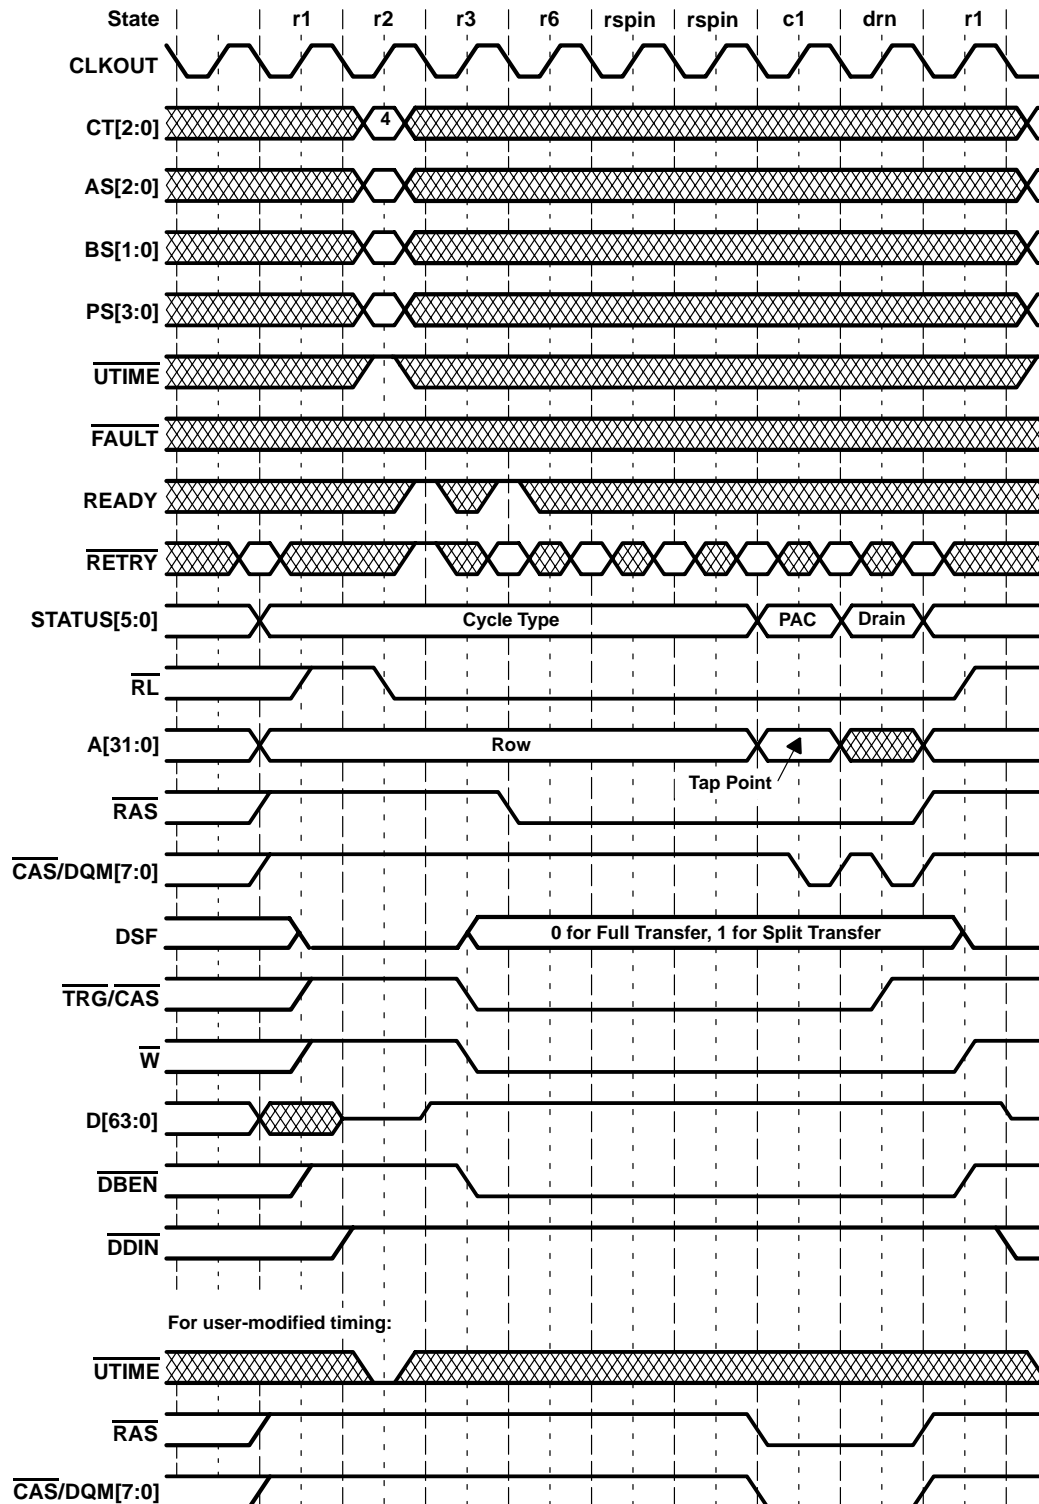 State r1 r2 r3 r6 rspin rspin c1 drn r1
CLKOUT
CT[2:0] 4
AS[2:0]
BS[1:0]
PS[3:0]
UTIME
FAULT
READY
RETRY
STATUS[5:0] Cycle Type PAC Drain
RL
A[31:0] Row
Tap Point
RAS
CAS/DQM[7:0]
DSF 0 for Full Transfer, 1 for Split Transfer
TRG/CAS
W
D[63:0]
DBEN
DDIN
For user-modified timing:
UTIME
RAS
CAS/DQM[7:0]